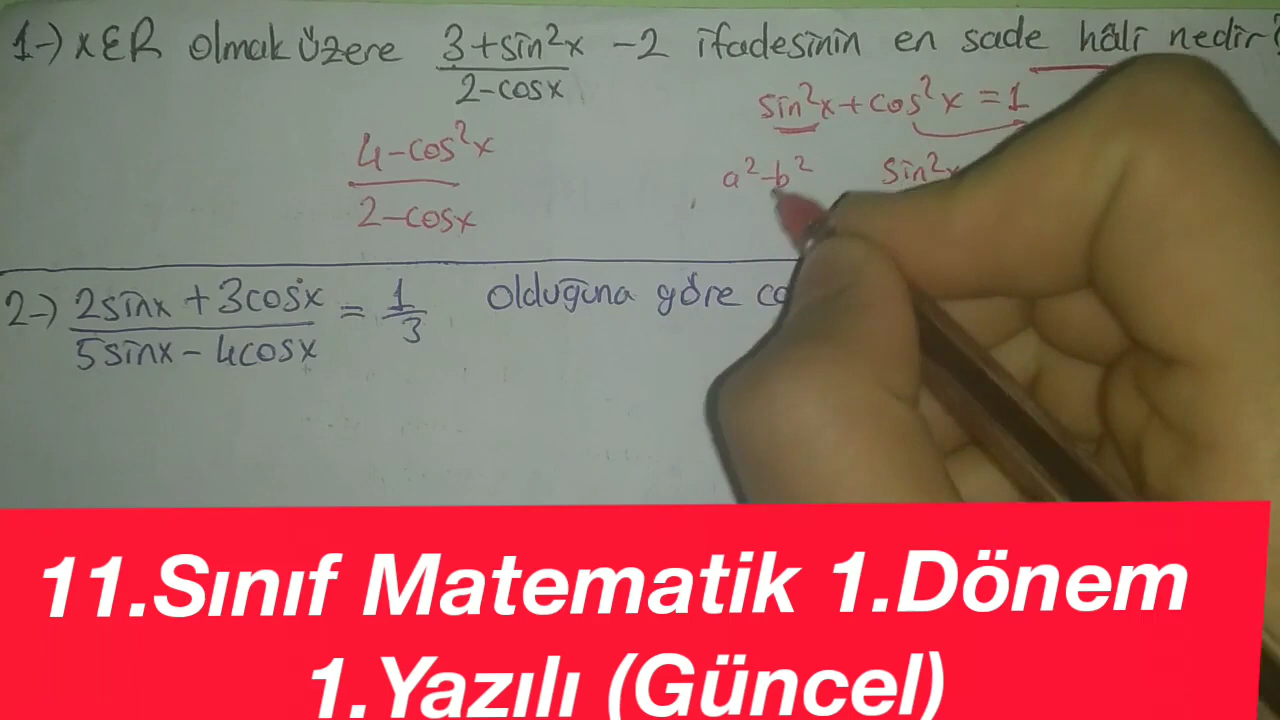 1-) x∈R olmak üzere 3+sin²x/2-cosx -2 ifadesinin en sade hâli nedir?
sin²x+cos²x=1
4-cos²x/2-cosx
a²-b² sin²x
2-) 2sinx+3cosx/5sinx-4cosx = 1/3 olduğuna göre
11.Sınıf Matematik 1.Dönem
1.Yazılı (Güncel)